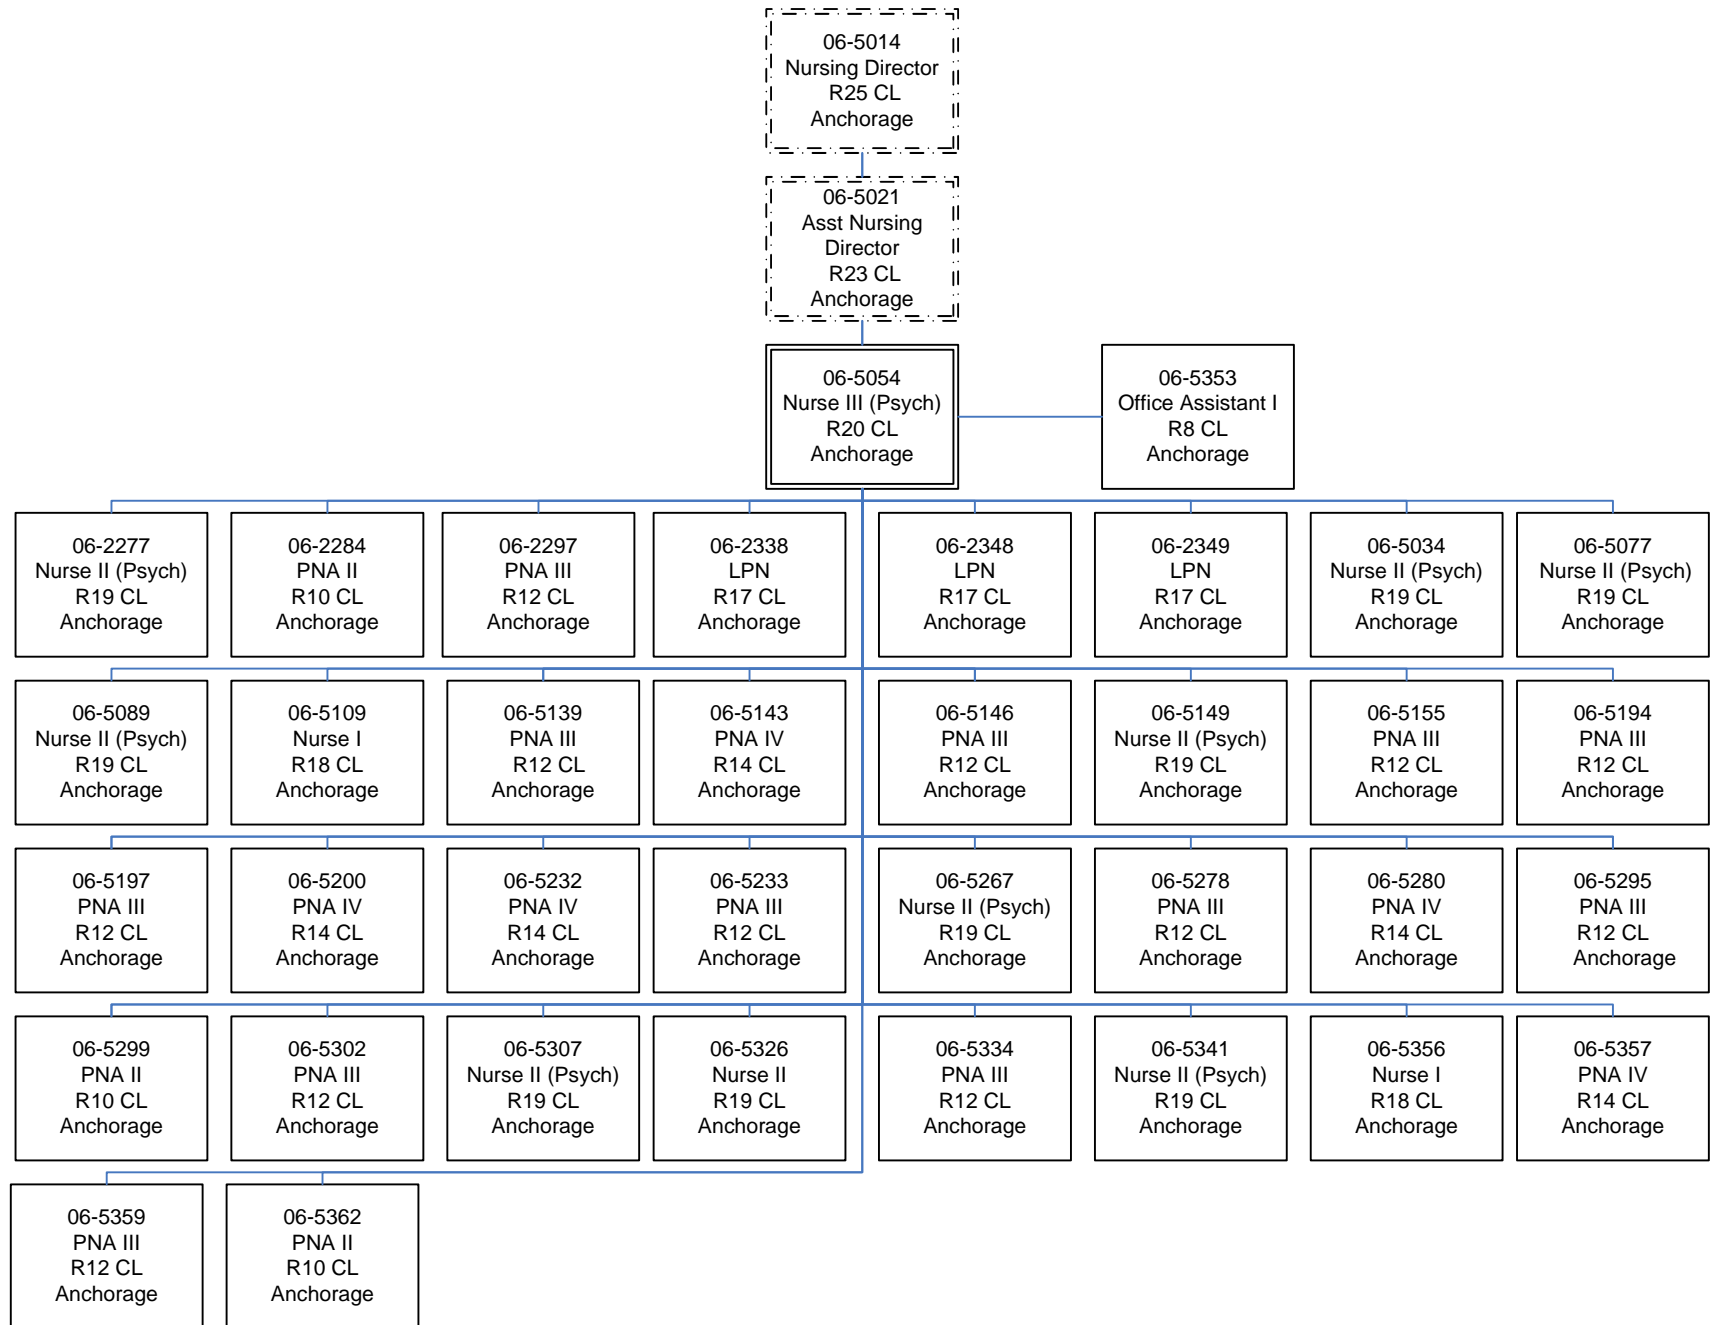 06-5014
Nursing Director
R25 CL
Anchorage
06-5021
Asst Nursing
Director
R23 CL
Anchorage
06-5054
Nurse III (Psych)
R20 CL
Anchorage
06-5353
Office Assistant I
R8 CL
Anchorage
06-2277
Nurse II (Psych)
R19 CL
Anchorage
06-2284
PNA II
R10 CL
Anchorage
06-2297
PNA III
R12 CL
Anchorage
06-2338
LPN
R17 CL
Anchorage
06-2348
LPN
R17 CL
Anchorage
06-2349
LPN
R17 CL
Anchorage
06-5034
Nurse II (Psych)
R19 CL
Anchorage
06-5077
Nurse II (Psych)
R19 CL
Anchorage
06-5089
Nurse II (Psych)
R19 CL
Anchorage
06-5109
Nurse I
R18 CL
Anchorage
06-5139
PNA III
R12 CL
Anchorage
06-5143
PNA IV
R14 CL
Anchorage
06-5146
PNA III
R12 CL
Anchorage
06-5149
Nurse II (Psych)
R19 CL
Anchorage
06-5155
PNA III
R12 CL
Anchorage
06-5194
PNA III
R12 CL
Anchorage
06-5197
PNA III
R12 CL
Anchorage
06-5200
PNA IV
R14 CL
Anchorage
06-5232
PNA IV
R14 CL
Anchorage
06-5233
PNA III
R12 CL
Anchorage
06-5267
Nurse II (Psych)
R19 CL
Anchorage
06-5278
PNA III
R12 CL
Anchorage
06-5280
PNA IV
R14 CL
Anchorage
06-5295
PNA III
R12 CL
Anchorage
06-5299
PNA II
R10 CL
Anchorage
06-5302
PNA III
R12 CL
Anchorage
06-5307
Nurse II (Psych)
R19 CL
Anchorage
06-5326
Nurse II
R19 CL
Anchorage
06-5334
PNA III
R12 CL
Anchorage
06-5341
Nurse II (Psych)
R19 CL
Anchorage
06-5356
Nurse I
R18 CL
Anchorage
06-5357
PNA IV
R14 CL
Anchorage
06-5359
PNA III
R12 CL
Anchorage
06-5362
PNA II
R10 CL
Anchorage